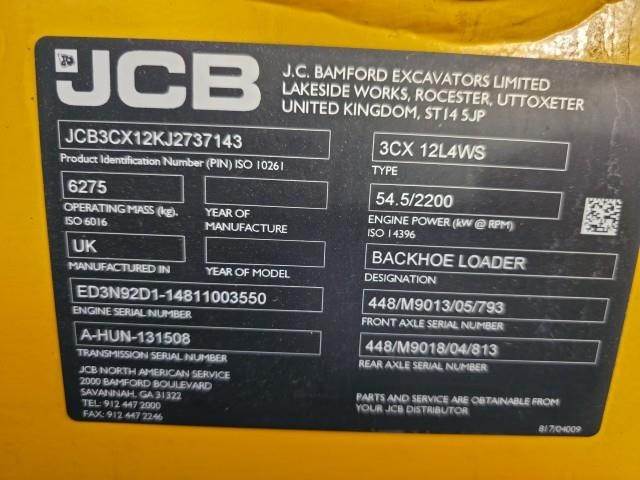 JCB
J.C. BAMFORD EXCAVATORS LIMITED
LAKESIDE WORKS, ROCESTER, UTTOXETER
UNITED KINGDOM, ST14 5JP
JCB3CX12KJ2737143
Product Identification Number (PIN) ISO 10261
6275
OPERATING MASS (kg).
ISO 6016
YEAR OF
MANUFACTURE
UK
MANUFACTURED IN
YEAR OF MODEL
ED3N92D1-14811003550
ENGINE SERIAL NUMBER
A-HUN-131508
TRANSMISSION SERIAL NUMBER
JCB NORTH AMERICAN SERVICE
2000 BAMFORD BOULEVARD
SAVANNAH, GA 31322
TEL: 912 447 2000
FAX: 912 447 2246
3CX 12L4WS
TYPE
54.5/2200
ENGINE POWER (kW @ RPM)
ISO 14396
BACKHOE LOADER
DESIGNATION
448/M9013/05/793
FRONT AXLE SERIAL NUMBER
448/M9018/04/813
REAR AXLE SERIAL NUMBER
PARTS AND SERVICE ARE OBTAINABLE FROM
YOUR JCB DISTRIBUTOR
817/04009